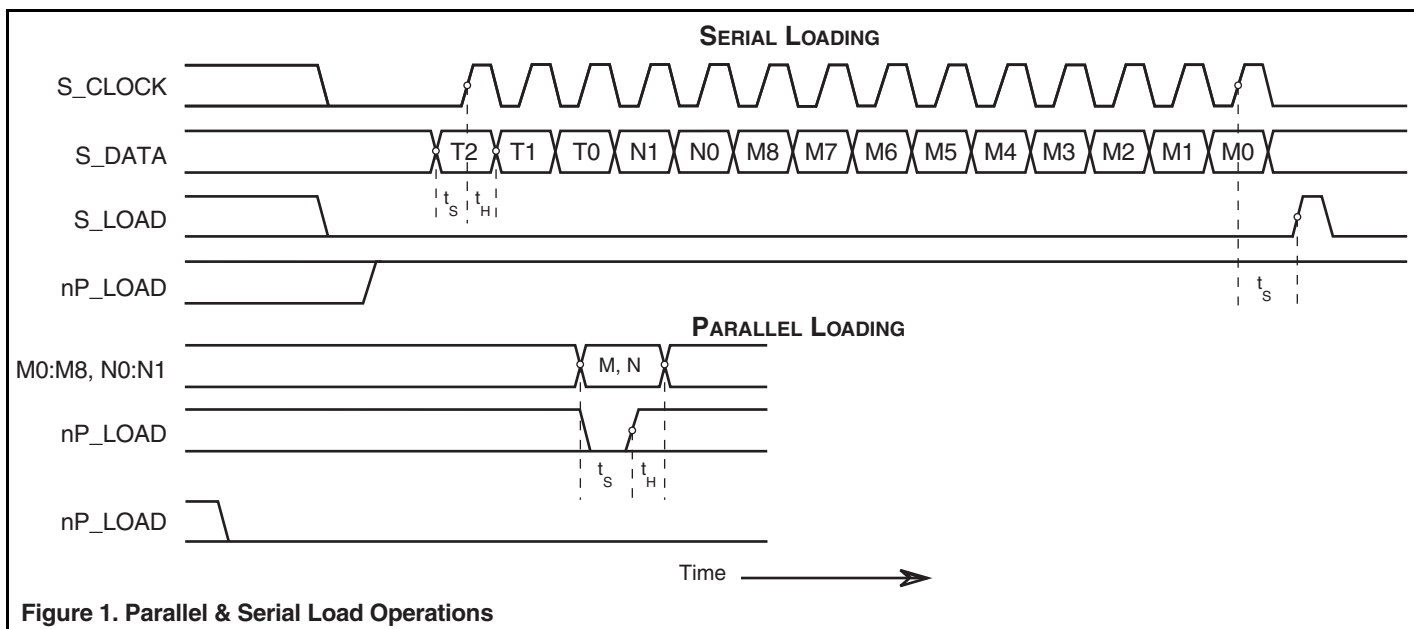 SERIAL LOADING
S_CLOCK
S_DATA
T2 T1 T0 N1 N0 M8 M7 M6 M5 M4 M3 M2 M1 M0
tS tH
S_LOAD
nP_LOAD
tS
PARALLEL LOADING
M0:M8, N0:N1
M, N
nP_LOAD
tS tH
nP_LOAD
Time
Figure 1. Parallel & Serial Load Operations